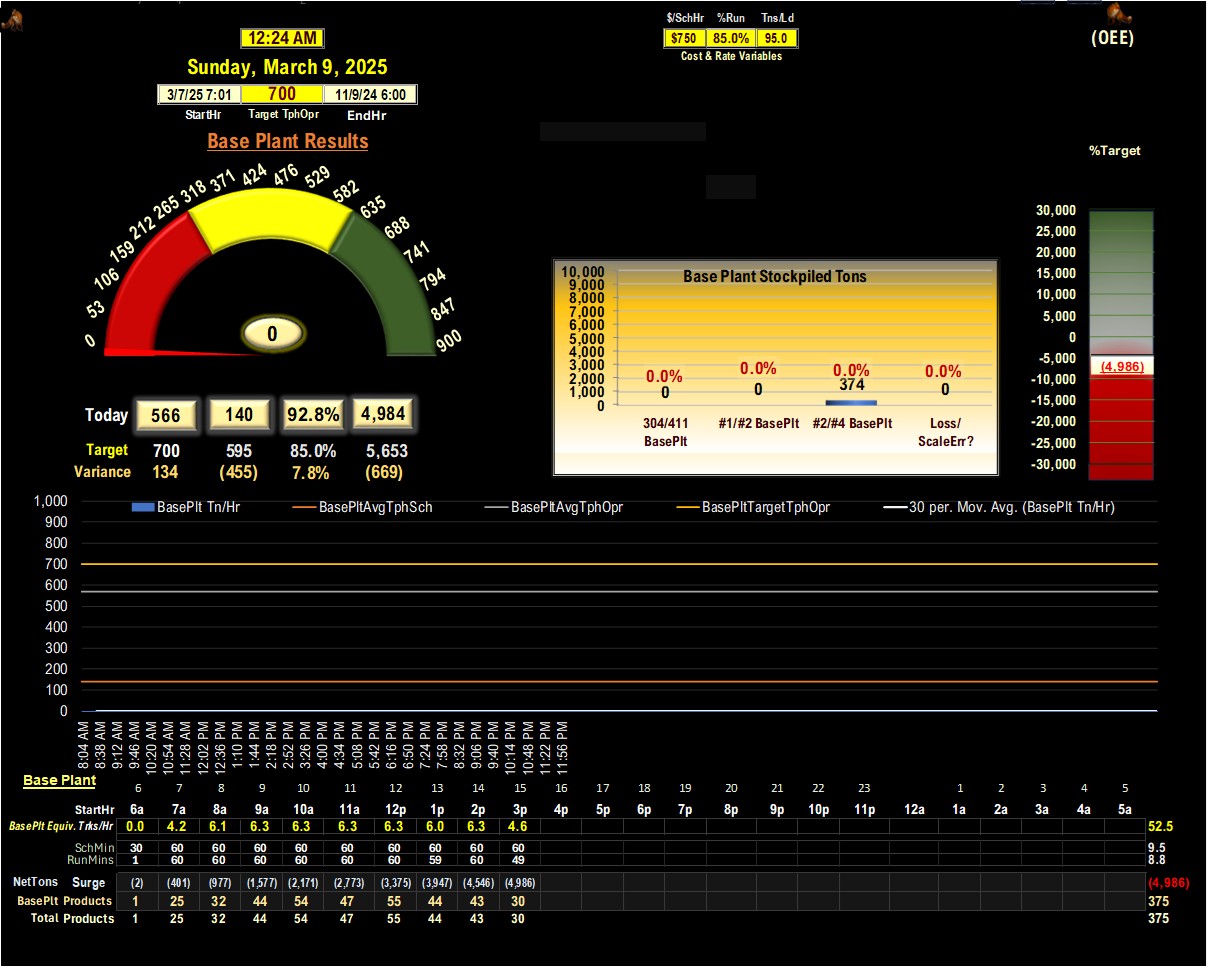 $/SchHr %Run Tns/Ld
$750 85.0% 95.0
Cost & Rate Variables
(OEE)
12:24 AM
Sunday, March 9, 2025
3/7/25 7:01 700 11/9/24 6:00
StartHr Target TphOpr EndHr
Base Plant Results
%Target
0 53 106 159 212 265 318 371 424 476 529 582 635 688 741 794 847 900
0
30,000
25,000
20,000
15,000
10,000
5,000
0
-5,000
(4,986)
-10,000
-15,000
-20,000
-25,000
-30,000
Base Plant Stockpiled Tons
10,000
9,000
8,000
7,000
6,000
5,000
4,000
3,000
2,000
1,000
0
0.0% 0.0% 0.0% 0.0%
0 0 374 0
304/411 BasePlt
#1/#2 BasePlt
#2/#4 BasePlt
Loss/ ScaleErr?
Today 566 140 92.8% 4,984
Target 700 595 85.0% 5,653
Variance 134 (455) 7.8% (669)
BasePlt Tn/Hr BasePltAvgTphSch BasePltAvgTphOpr BasePltTargetTphOpr 30 per. Mov. Avg. (BasePlt Tn/Hr)
1,000
900
800
700
600
500
400
300
200
100
0
8:04 AM 8:38 AM 9:12 AM 9:46 AM 10:20 AM 10:54 AM 11:28 AM 12:02 PM 12:36 PM 1:10 PM 1:44 PM 2:18 PM 2:52 PM 3:26 PM 4:00 PM 4:34 PM 5:08 PM 5:42 PM 6:16 PM 6:50 PM 7:24 PM 7:58 PM 8:32 PM 9:06 PM 9:40 PM 10:14 PM 10:48 PM 11:22 PM 11:56 PM
Base Plant
6 7 8 9 10 11 12 13 14 15 16 17 18 19 20 21 22 23 1 2 3 4 5
StartHr 6a 7a 8a 9a 10a 11a 12p 1p 2p 3p 4p 5p 6p 7p 8p 9p 10p 11p 12a 1a 2a 3a 4a 5a
BasePlt Equiv. Trks/Hr 0.0 4.2 6.1 6.3 6.3 6.3 6.3 6.0 6.3 4.6 52.5
SchMin 30 60 60 60 60 60 60 60 60 60 9.5
RunMins 1 60 60 60 60 60 60 59 60 49 8.8
NetTons Surge (2) (401) (977) (1,577) (2,171) (2,773) (3,375) (3,947) (4,546) (4,986) (4,986)
BasePlt Products 1 25 32 44 54 47 55 44 43 30 375
Total Products 1 25 32 44 54 47 55 44 43 30 375